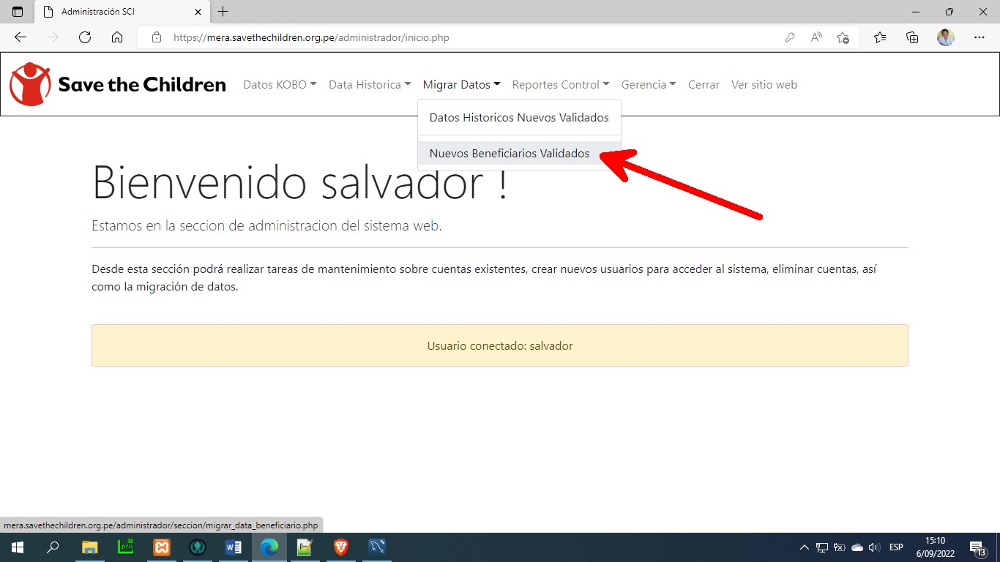 Administración SCI
https://mera.savethechildren.org.pe/administrador/inicio.php
Save the Children
Datos KOBO Data Historica Migrar Datos Reportes Control Gerencia Cerrar Ver sitio web
Datos Historicos Nuevos Validados
Nuevos Beneficiarios Validados
Bienvenido salvador !
Estamos en la seccion de administracion del sistema web.
Desde esta sección podrá realizar tareas de mantenimiento sobre cuentas existentes, crear nuevos usuarios para acceder al sistema, eliminar cuentas, así
como la migración de datos.
Usuario conectado: salvador
mera.savethechildren.org.pe/administrador/seccion/migrar_data_beneficiario.php
ESP
15:10
6/09/2022
13